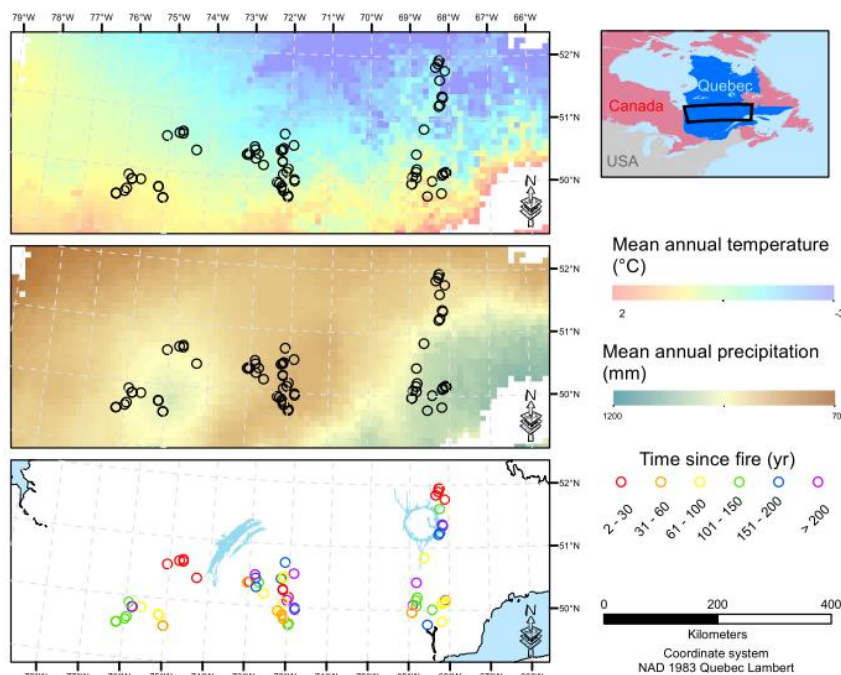 79°W 78°W 77°W 76°W 75°W 74°W 73°W 72°W 71°W 70°W 69°W 68°W 67°W 66°W 65°W
52°N
51°N
50°N
N
Quebec
Canada
USA
Mean annual temperature
(°C)
2 -3
52°N
51°N
50°N
N
Mean annual precipitation
(mm)
1200 70
Time since fire (yr)
2 - 30
31 - 60
61 - 100
101 - 150
151 - 200
> 200
52°N
51°N
50°N
N
0 200 400
Kilometers
Coordinate system
NAD 1983 Quebec Lambert